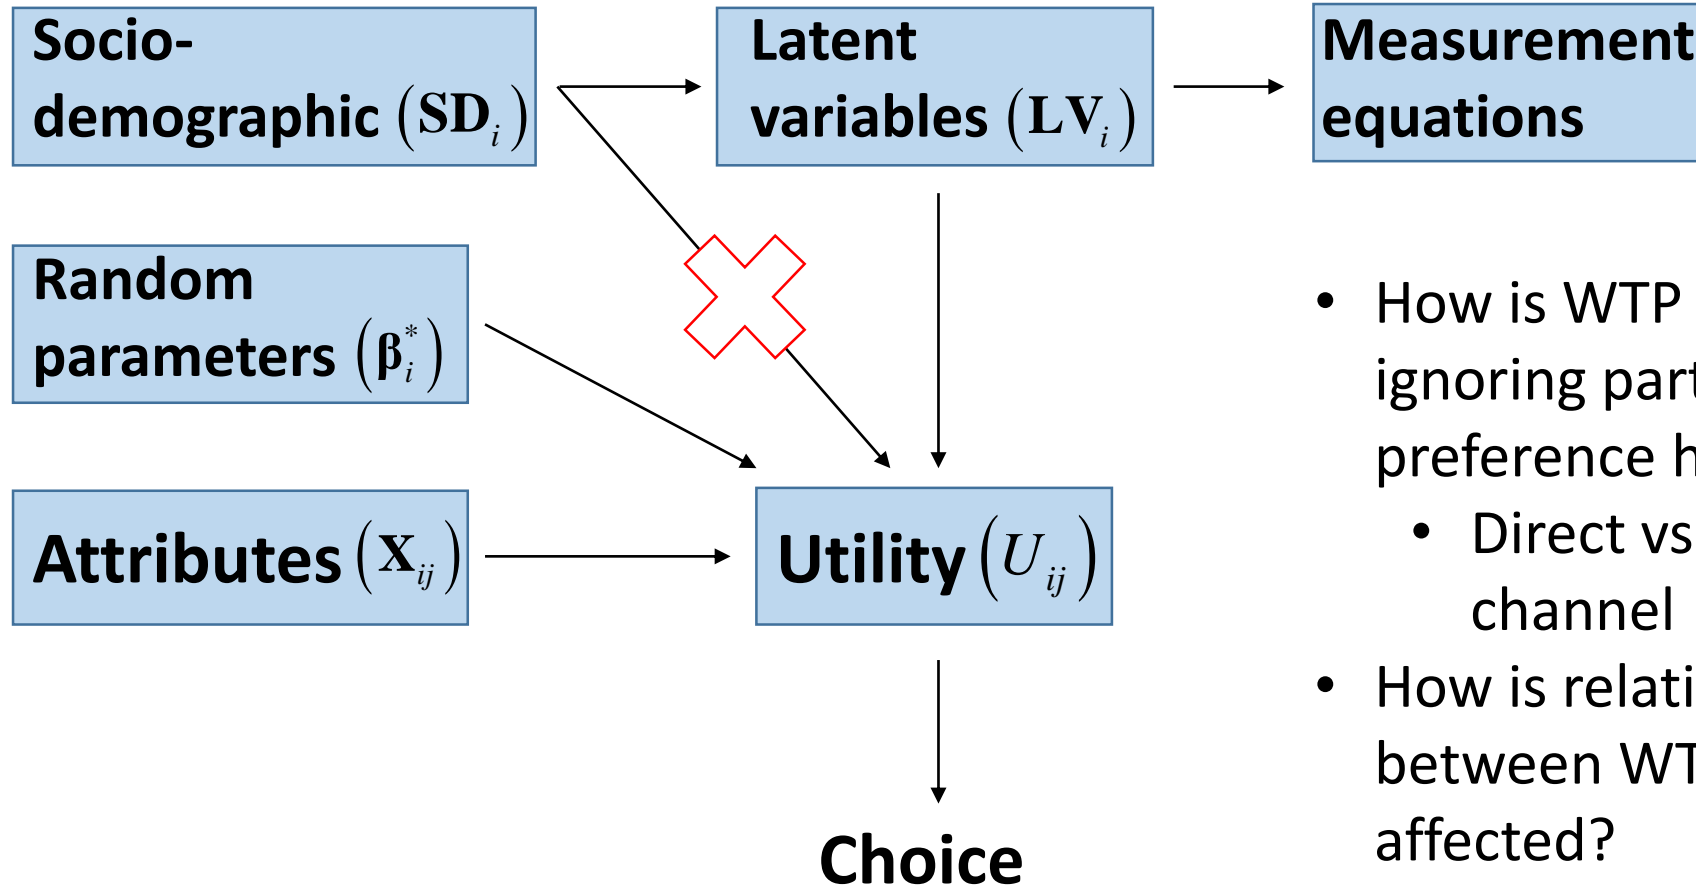 Socio-
demographic (SD_i)
Latent
variables (LV_i)
Measurement
equations
Random
parameters (β_i^*)
Attributes (X_ij)
Utility (U_ij)
Choice
• How is WTP
ignoring part
preference h
• Direct vs
channel
• How is relati
between WT
affected?